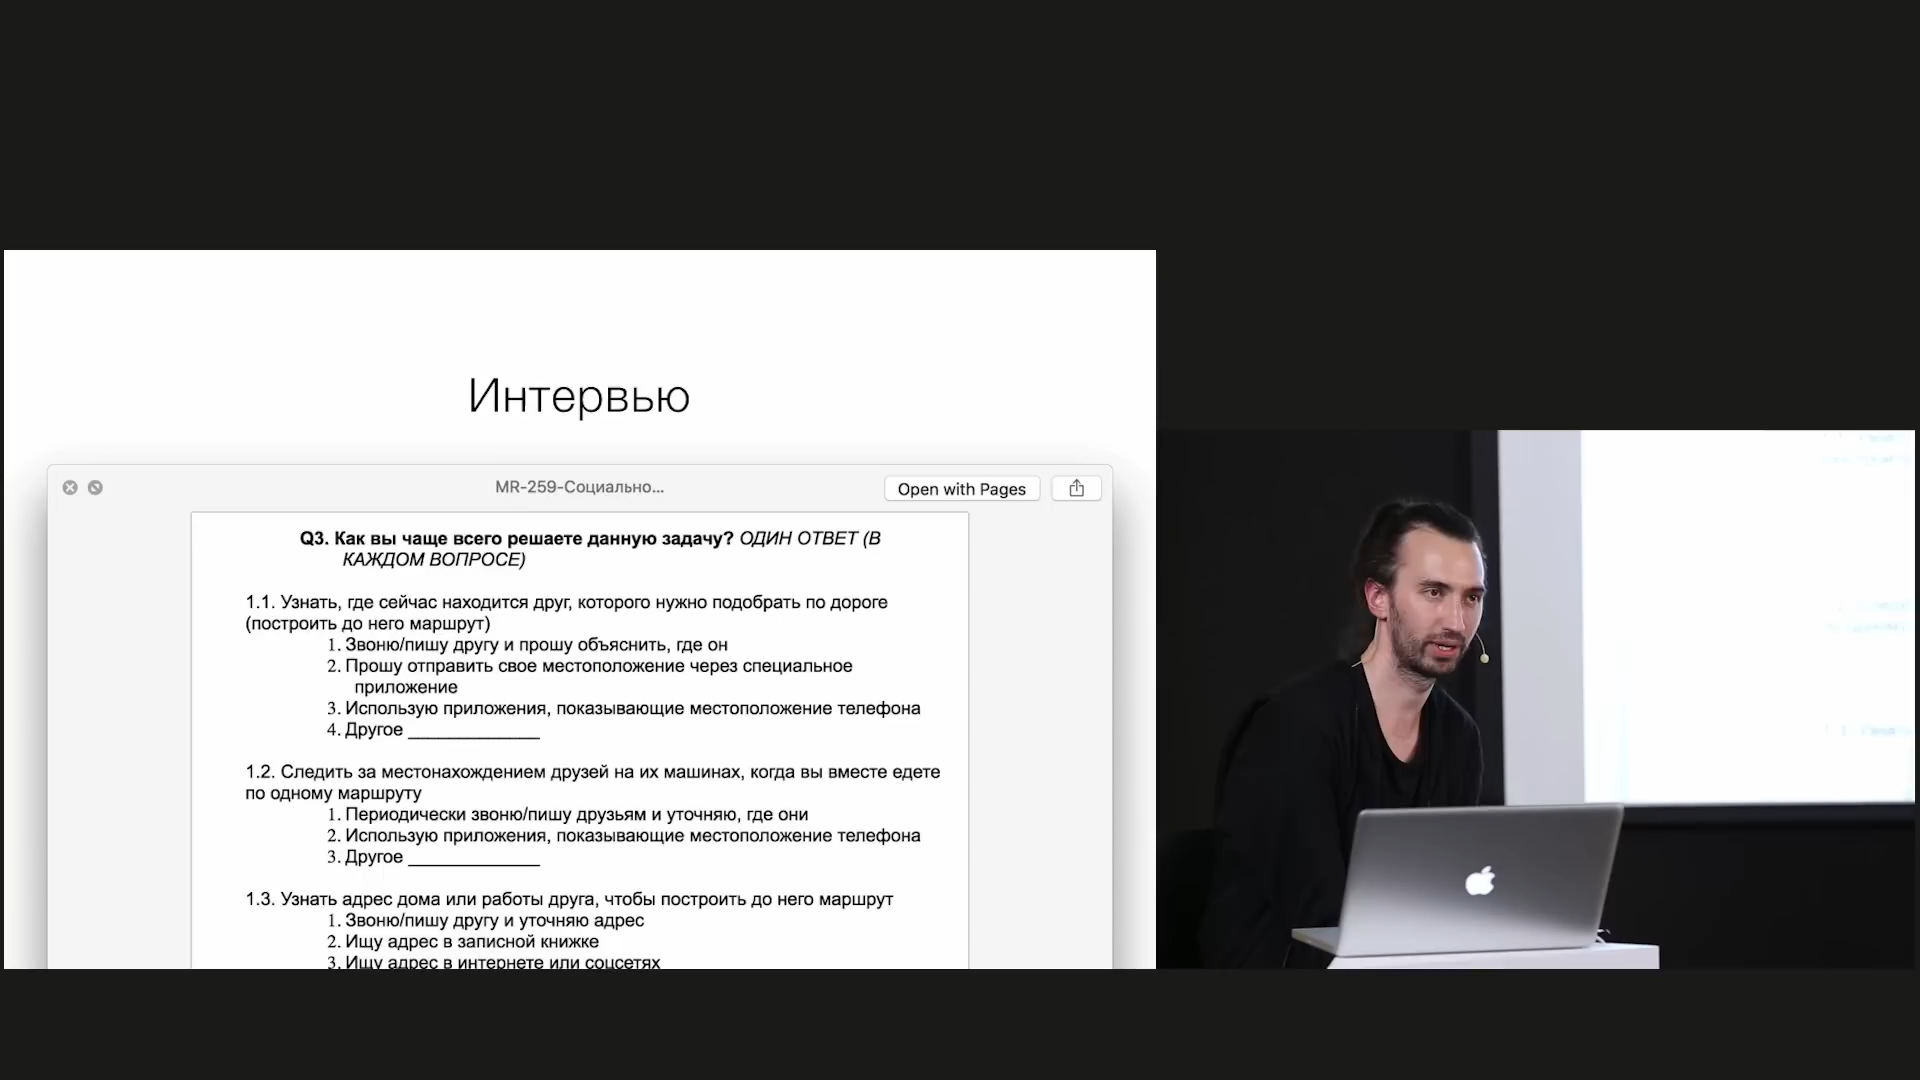 Интервью
MR-259-Социально...
Open with Pages
Q3. Как вы чаще всего решаете данную задачу? ОДИН ОТВЕТ (В
КАЖДОМ ВОПРОСЕ)
1.1. Узнать, где сейчас находится друг, которого нужно подобрать по дороге
(построить до него маршрут)
1. Звоню/пишу другу и прошу объяснить, где он
2. Прошу отправить свое местоположение через специальное
приложение
3. Использую приложения, показывающие местоположение телефона
4. Другое _____________
1.2. Следить за местонахождением друзей на их машинах, когда вы вместе едете
по одному маршруту
1. Периодически звоню/пишу друзьям и уточняю, где они
2. Использую приложения, показывающие местоположение телефона
3. Другое _____________
1.3. Узнать адрес дома или работы друга, чтобы построить до него маршрут
1. Звоню/пишу другу и уточняю адрес
2. Ищу адрес в записной книжке
3. Ищу адрес в интернете или соцсетях